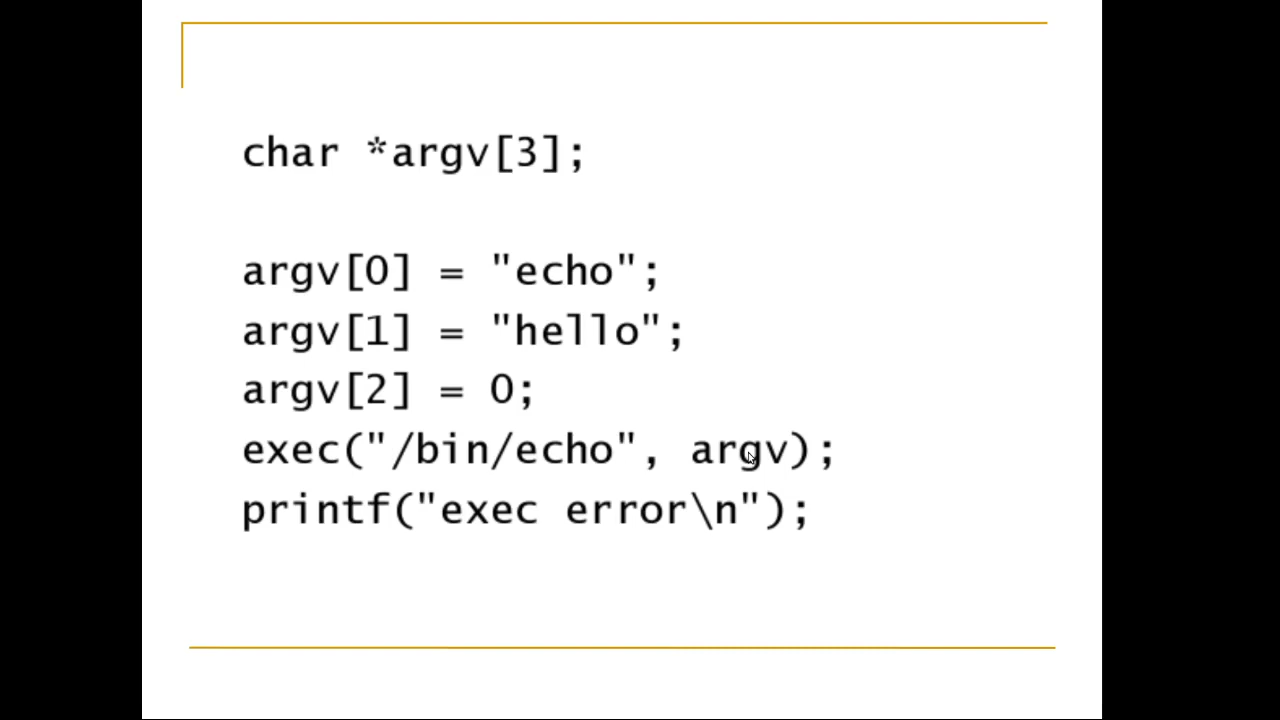 char *argv[3];
argv[0] = "echo";
argv[1] = "hello";
argv[2] = 0;
exec("/bin/echo", argv);
printf("exec error\n");